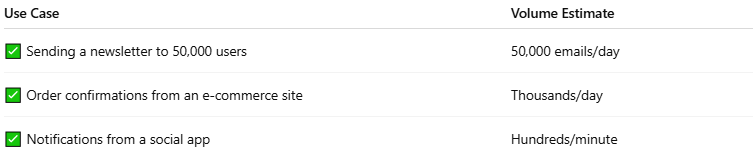 Use Case Volume Estimate
✅ Sending a newsletter to 50,000 users 50,000 emails/day
✅ Order confirmations from an e-commerce site Thousands/day
✅ Notifications from a social app Hundreds/minute